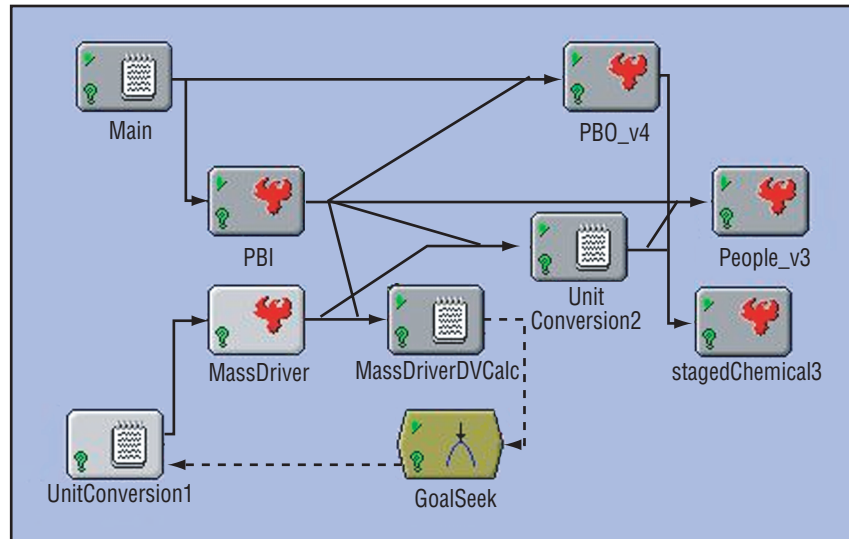 Main
PBO_v4
PBI
People_v3
Unit
Conversion2
MassDriver
MassDriverDVCalc
stagedChemical3
UnitConversion1
GoalSeek